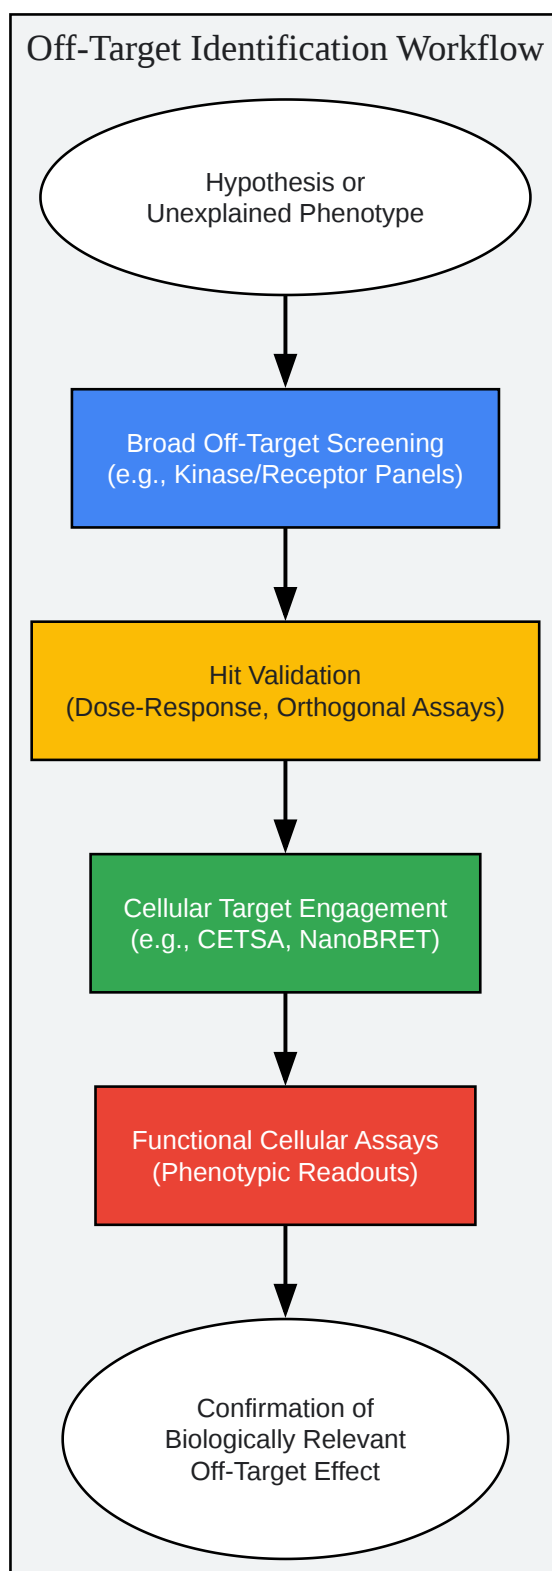 Off-Target Identification Workflow
Hypothesis or
Unexplained Phenotype
Broad Off-Target Screening
(e.g., Kinase/Receptor Panels)
Hit Validation
(Dose-Response, Orthogonal Assays)
Cellular Target Engagement
(e.g., CETSA, NanoBRET)
Functional Cellular Assays
(Phenotypic Readouts)
Confirmation of
Biologically Relevant
Off-Target Effect